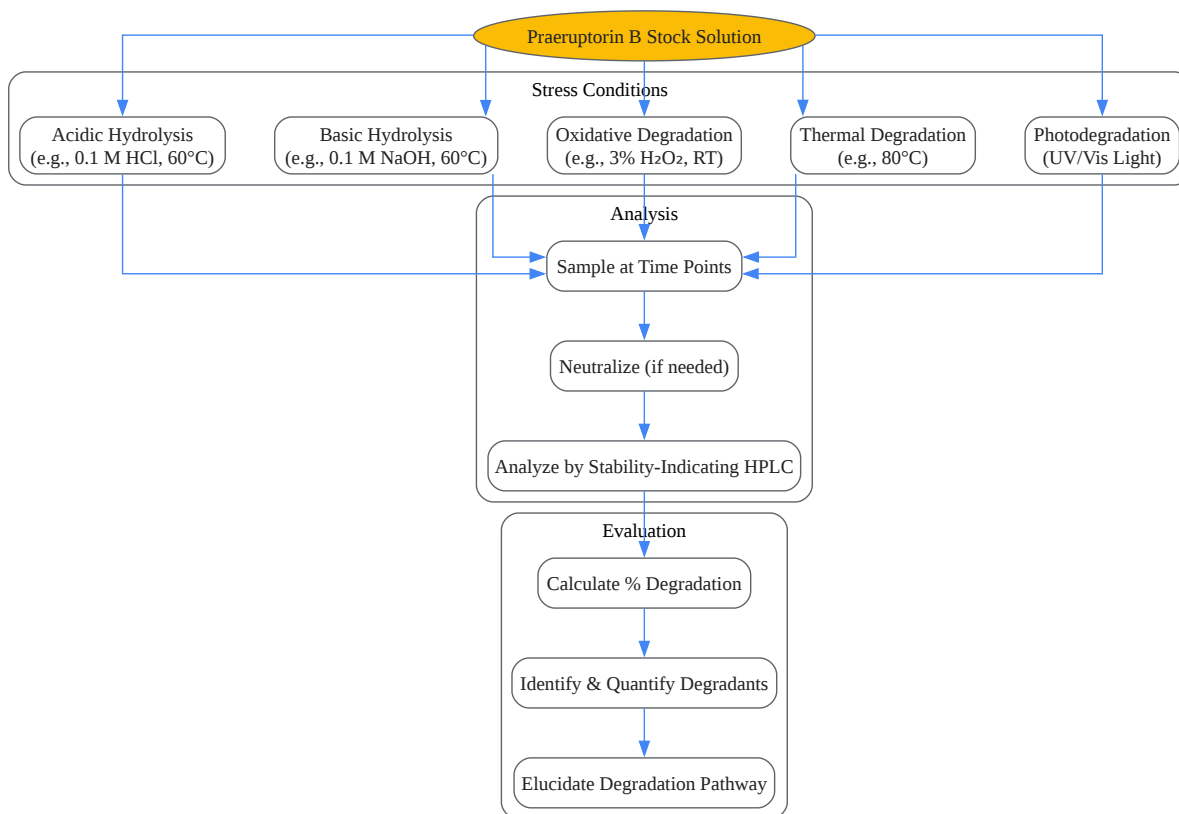 Praeruptorin B Stock Solution
Stress Conditions
Acidic Hydrolysis
(e.g., 0.1 M HCl, 60°C)
Basic Hydrolysis
(e.g., 0.1 M NaOH, 60°C)
Oxidative Degradation
(e.g., 3% H₂O₂, RT)
Thermal Degradation
(e.g., 80°C)
Photodegradation
(UV/Vis Light)
Analysis
Sample at Time Points
Neutralize (if needed)
Analyze by Stability-Indicating HPLC
Evaluation
Calculate % Degradation
Identify & Quantify Degradants
Elucidate Degradation Pathway